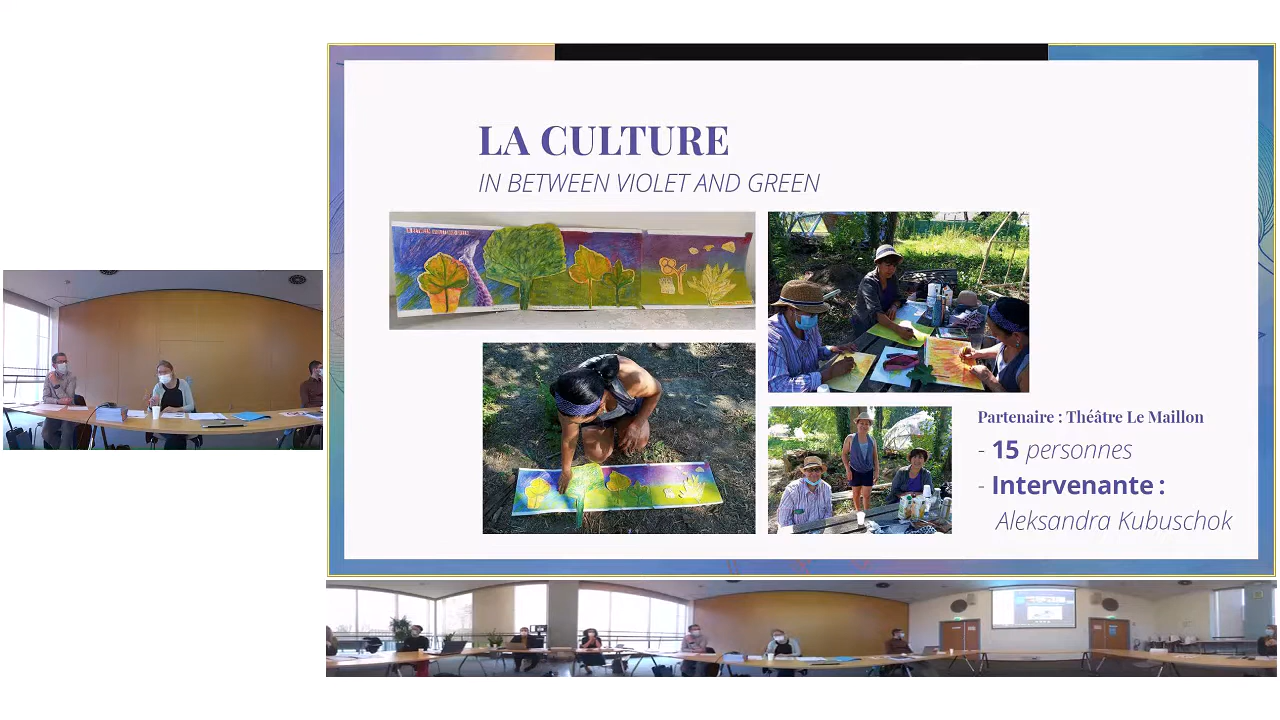 LA CULTURE
IN BETWEEN VIOLET AND GREEN
Partenaire : Théâtre Le Maillon
- 15 personnes
- Intervenante :
Aleksandra Kubuschok